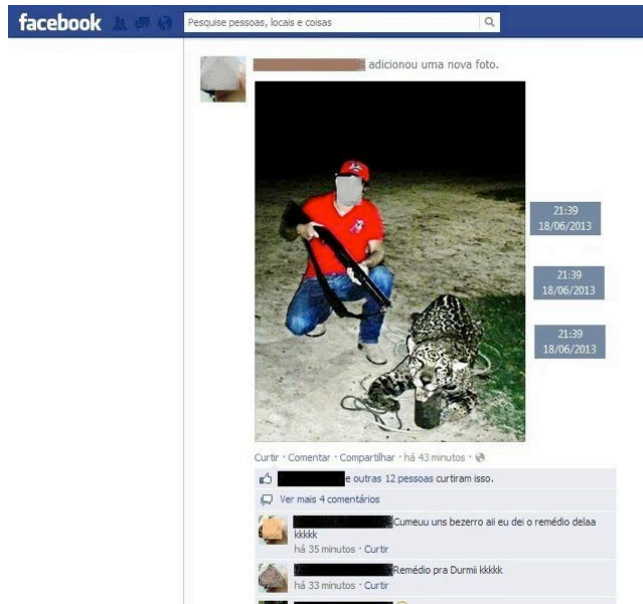 facebook
Pesquise pessoas, locais e coisas
adicionou uma nova foto.
21:39
18/06/2013
21:39
18/06/2013
21:39
18/06/2013
Curtir · Comentar · Compartilhar · há 43 minutos ·
e outras 12 pessoas curtiram isso.
Ver mais 4 comentários
Cumeuu uns bezerro aii eu dei o remédio delaa
kkkkk
há 35 minutos · Curtir
Remédio pra Durmii kkkkk
há 33 minutos · Curtir